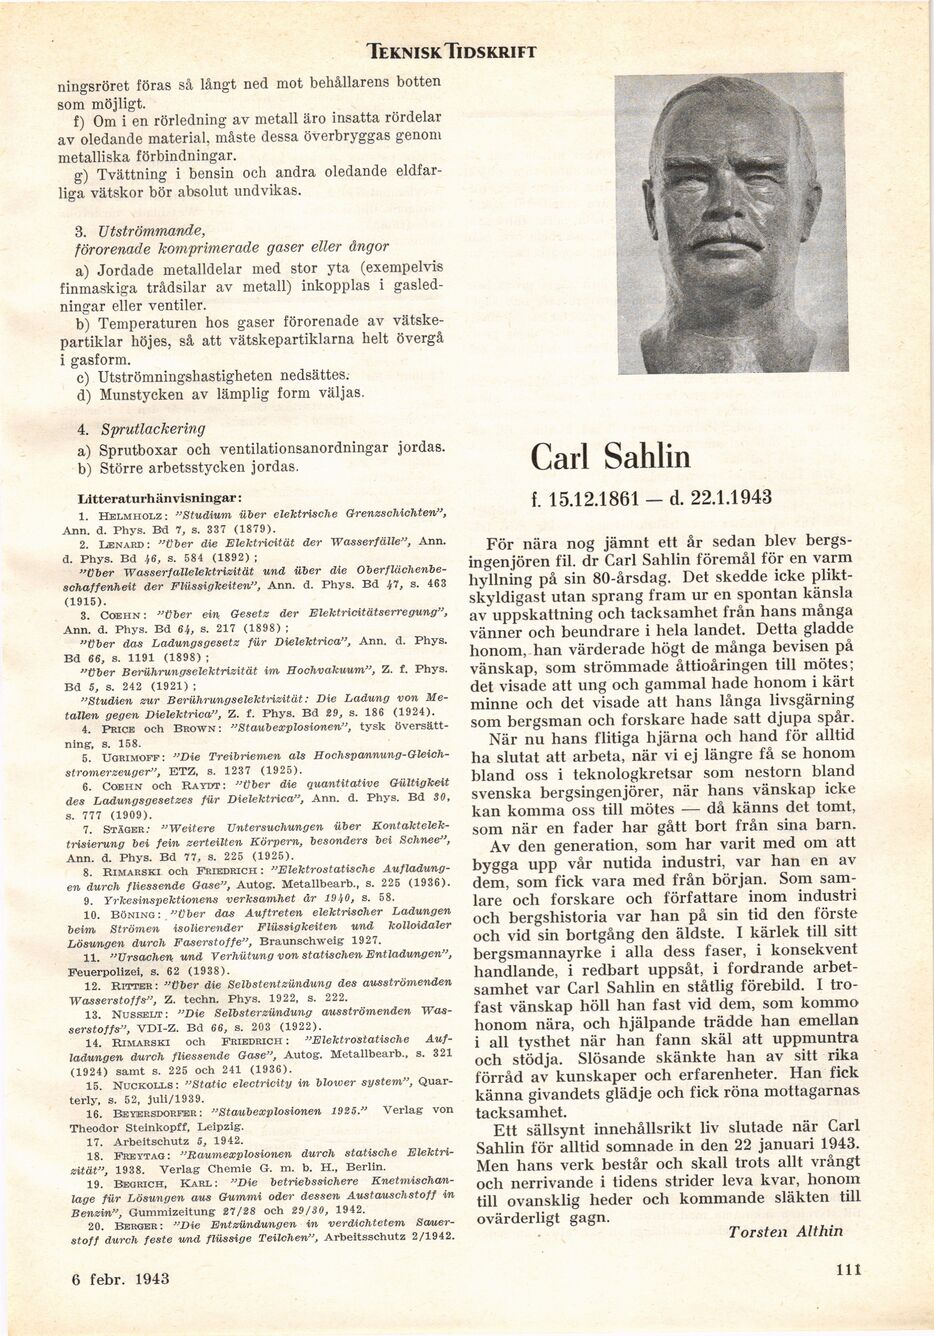 TEKNISK TIDSKRIFT
ningsröret föras så långt ned mot behållarens botten
som möjligt.
f) Om i en rörledning av metall äro insatta rördelar
av oledande material, måste dessa överbryggas genom
metalliska förbindningar.
g) Tvättning i bensin och andra oledande eldfar-
liga vätskor bör absolut undvikas.
3. Utströmmande,
förorenade komprimerade gaser eller ångor
a) Jordade metalldelar med stor yta (exempelvis
finmaskiga trådsilar av metall) inkopplas i gasled-
ningar eller ventiler.
b) Temperaturen hos gaser förorenade av vätske-
partiklar höjes, så att vätskepartiklarna helt övergå
i gasform.
c) Utströmningshastigheten nedsättes.
d) Munstycken av lämplig form väljas.
4. Sprutlackering
a) Sprutboxar och ventilationsanordningar jordas.
b) Större arbetsstycken jordas.
Litteraturhänvisningar:
1. HELMHOLZ: ”Studium über elektrische Grenzschichten”,
Ann. d. Phys. Bd 7, s. 337 (1879).
2. LENARD: ”Über die Elektricität der Wasserfälle”, Ann.
d. Phys. Bd 46, s. 584 (1892);
”Über Wasserfallelektrizität und über die Oberflächenbe-
schaffenheit der Flüssigkeiten”, Ann. d. Phys. Bd 47, s. 463
(1915).
3. COEHN: ”Über ein Gesetz der Elektricitätserregung”,
Ann. d. Phys. Bd 64, s. 217 (1898);
”Über das Ladungsgesetz für Dielektrica”, Ann. d. Phys.
Bd 66, s. 1191 (1898);
”Über Berührungselektrizität im Hochvakuum”, Z. f. Phys.
Bd 5, s. 242 (1921);
”Studien zur Berührungselektrizität: Die Ladung von Me-
tallen gegen Dielektrica”, Z. f. Phys. Bd 29, s. 186 (1924).
4. PRICE och BROWN: ”Staubexplosionen”, tysk översätt-
ning, s. 158.
5. UGRIMOFF: ”Die Treibriemen als Hochspannung-Gleich-
stromerzeuger”, ETZ, s. 1237 (1925).
6. COEHN och RAYDT: ”Über die quantitative Gültigkeit
des Ladungsgesetzes für Dielektrica”, Ann. d. Phys. Bd 30,
s. 777 (1909).
7. STÄGER: ”Weitere Untersuchungen über Kontaktelek-
trisierung bei fein zerteilten Körpern, besonders bei Schnee”,
Ann. d. Phys. Bd 77, s. 225 (1925).
8. RIMARSKI och FRIEDRICH: ”Elektrostatische Aufladung-
en durch fliessende Gase”, Autog. Metallbearb., s. 225 (1936).
9. Yrkesinspektionens verksamhet år 1940, s. 58.
10. BÖNING: ”Über das Auftreten elektrischer Ladungen
beim Strömen isolierender Flüssigkeiten und kolloidaler
Lösungen durch Faserstoffe”, Braunschweig 1927.
11. ”Ursachen und Verhütung von statischen Entladungen”,
Feuerpolizei, s. 62 (1938).
12. RITTER: ”Über die Selbstentzündung des ausströmenden
Wasserstoffs”, Z. techn. Phys. 1922, s. 222.
13. NUSSELT: ”Die Selbsterzündung ausströmenden Was-
serstoffs”, VDI-Z. Bd 66, s. 203 (1922).
14. RIMARSKI och FRIEDRICH: ”Elektrostatische Auf-
ladungen durch fliessende Gase”, Autog. Metallbearb., s. 321
(1924) samt s. 225 och 241 (1936).
15. NUCKOLLS: ”Static electricity in blower system”, Quar-
terly, s. 52, juli/1939.
16. BEYERSDORFER: ”Staubexplosionen 1925.” Verlag von
Theodor Steinkopff, Leipzig.
17. Arbeitschutz 5, 1942.
18. FREYTAG: ”Raumexplosionen durch statische Elektri-
zität”, 1938. Verlag Chemie G. m. b. H., Berlin.
19. BEGRICH, KARL: ”Die betriebssichere Knetmischan-
lage für Lösungen aus Gummi oder dessen Austauschstoff in
Benzin”, Gummizeitung 27/28 och 29/30, 1942.
20. BERGER: ”Die Entzündungen in verdichtetem Sauer-
stoff durch feste und flüssige Teilchen”, Arbeitsschutz 2/1942.
Carl Sahlin
f. 15.12.1861 — d. 22.1.1943
För nära nog jämnt ett år sedan blev bergs-
ingenjören fil. dr Carl Sahlin föremål för en varm
hyllning på sin 80-årsdag. Det skedde icke plikt-
skyldigast utan sprang fram ur en spontan känsla
av uppskattning och tacksamhet från hans många
vänner och beundrare i hela landet. Detta gladde
honom, han värderade högt de många bevisen på
vänskap, som strömmade åttioåringen till mötes;
det visade att ung och gammal hade honom i kärt
minne och det visade att hans långa livsgärning
som bergsman och forskare hade satt djupa spår.
När nu hans flitiga hjärna och hand för alltid
ha slutat att arbeta, när vi ej längre få se honom
bland oss i teknologkretsar som nestorn bland
svenska bergsingenjörer, när hans vänskap icke
kan komma oss till mötes — då känns det tomt,
som när en fader har gått bort från sina barn.
Av den generation, som har varit med om att
bygga upp vår nutida industri, var han en av
dem, som fick vara med från början. Som sam-
lare och forskare och författare inom industri
och bergshistoria var han på sin tid den förste
och vid sin bortgång den äldste. I kärlek till sitt
bergsmannayrke i alla dess faser, i konsekvent
handlande, i redbart uppsåt, i fordrande arbet-
samhet var Carl Sahlin en ståtlig förebild. I tro-
fast vänskap höll han fast vid dem, som kommo
honom nära, och hjälpande trädde han emellan
i all tysthet när han fann skäl att uppmuntra
och stödja. Slösande skänkte han av sitt rika
förråd av kunskaper och erfarenheter. Han fick
känna givandets glädje och fick röna mottagarnas
tacksamhet.
Ett sällsynt innehållsrikt liv slutade när Carl
Sahlin för alltid somnade in den 22 januari 1943.
Men hans verk består och skall trots allt vrångt
och nerrivande i tidens strider leva kvar, honom
till ovansklig heder och kommande släkten till
ovärderligt gagn.
Torsten Althin
6 febr. 1943
111